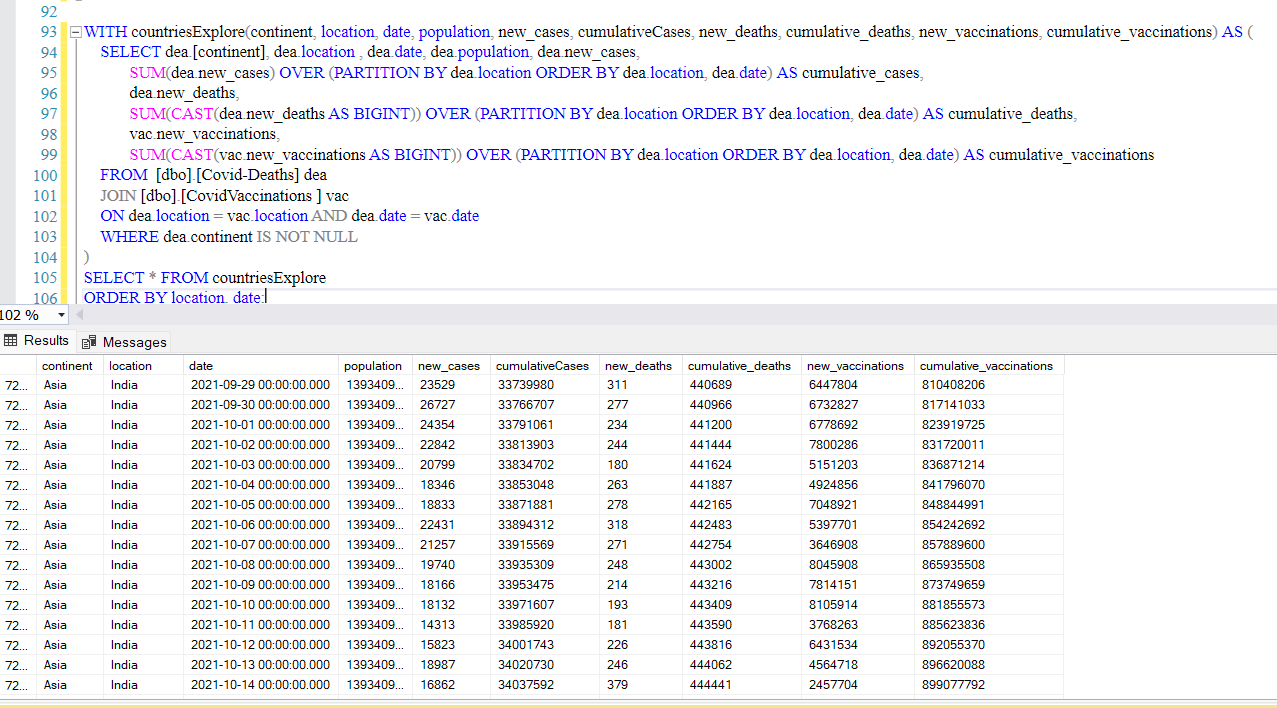 92
93 WITH countriesExplore(continent, location, date, population, new_cases, cumulativeCases, new_deaths, cumulative_deaths, new_vaccinations, cumulative_vaccinations) AS (
94 SELECT dea.[continent], dea.location , dea.date, dea.population, dea.new_cases,
95 SUM(dea.new_cases) OVER (PARTITION BY dea.location ORDER BY dea.location, dea.date) AS cumulative_cases,
96 dea.new_deaths,
97 SUM(CAST(dea.new_deaths AS BIGINT)) OVER (PARTITION BY dea.location ORDER BY dea.location, dea.date) AS cumulative_deaths,
98 vac.new_vaccinations,
99 SUM(CAST(vac.new_vaccinations AS BIGINT)) OVER (PARTITION BY dea.location ORDER BY dea.location, dea.date) AS cumulative_vaccinations
100 FROM [dbo].[Covid-Deaths] dea
101 JOIN [dbo].[CovidVaccinations ] vac
102 ON dea.location = vac.location AND dea.date = vac.date
103 WHERE dea.continent IS NOT NULL
104 )
105 SELECT * FROM countriesExplore
106 ORDER BY location, date;
102 %
Results Messages
continent location date population new_cases cumulativeCases new_deaths cumulative_deaths new_vaccinations cumulative_vaccinations
72... Asia India 2021-09-29 00:00:00.000 1393409... 23529 33739980 311 440689 6447804 810408206
72... Asia India 2021-09-30 00:00:00.000 1393409... 26727 33766707 277 440966 6732827 817141033
72... Asia India 2021-10-01 00:00:00.000 1393409... 24354 33791061 234 441200 6778692 823919725
72... Asia India 2021-10-02 00:00:00.000 1393409... 22842 33813903 244 441444 7800286 831720011
72... Asia India 2021-10-03 00:00:00.000 1393409... 20799 33834702 180 441624 5151203 836871214
72... Asia India 2021-10-04 00:00:00.000 1393409... 18346 33853048 263 441887 4924856 841796070
72... Asia India 2021-10-05 00:00:00.000 1393409... 18833 33871881 278 442165 7048921 848844991
72... Asia India 2021-10-06 00:00:00.000 1393409... 22431 33894312 318 442483 5397701 854242692
72... Asia India 2021-10-07 00:00:00.000 1393409... 21257 33915569 271 442754 3646908 857889600
72... Asia India 2021-10-08 00:00:00.000 1393409... 19740 33935309 248 443002 8045908 865935508
72... Asia India 2021-10-09 00:00:00.000 1393409... 18166 33953475 214 443216 7814151 873749659
72... Asia India 2021-10-10 00:00:00.000 1393409... 18132 33971607 193 443409 8105914 881855573
72... Asia India 2021-10-11 00:00:00.000 1393409... 14313 33985920 181 443590 3768263 885623836
72... Asia India 2021-10-12 00:00:00.000 1393409... 15823 34001743 226 443816 6431534 892055370
72... Asia India 2021-10-13 00:00:00.000 1393409... 18987 34020730 246 444062 4564718 896620088
72... Asia India 2021-10-14 00:00:00.000 1393409... 16862 34037592 379 444441 2457704 899077792